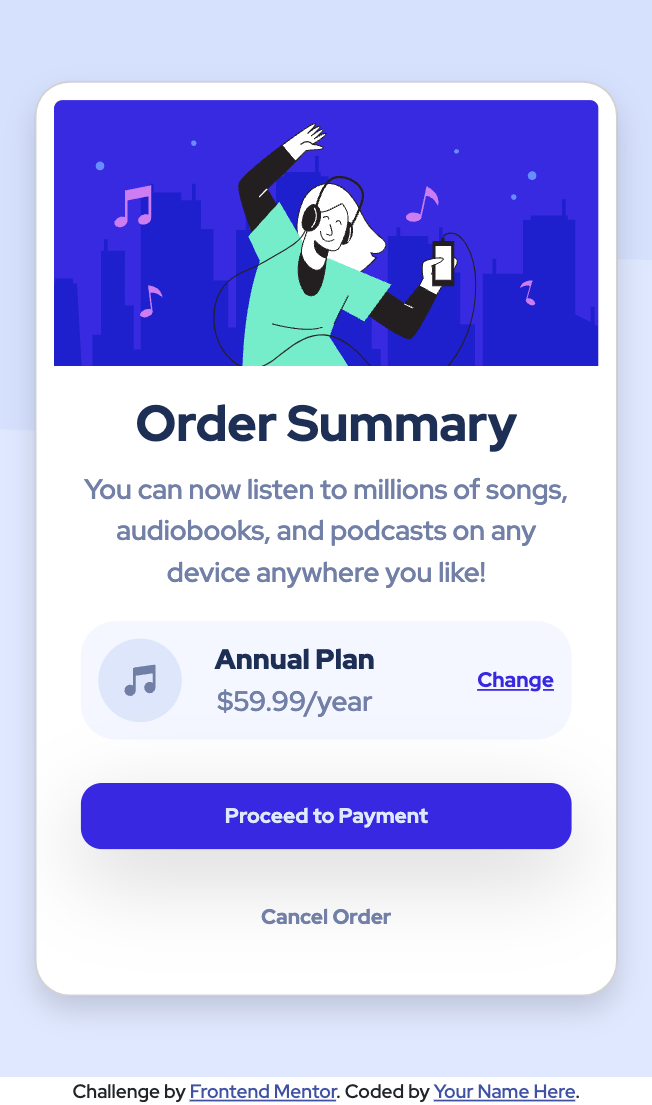 Order Summary
You can now listen to millions of songs,
audiobooks, and podcasts on any
device anywhere you like!
Annual Plan
$59.99/year
Change
Proceed to Payment
Cancel Order
Challenge by Frontend Mentor. Coded by Your Name Here.